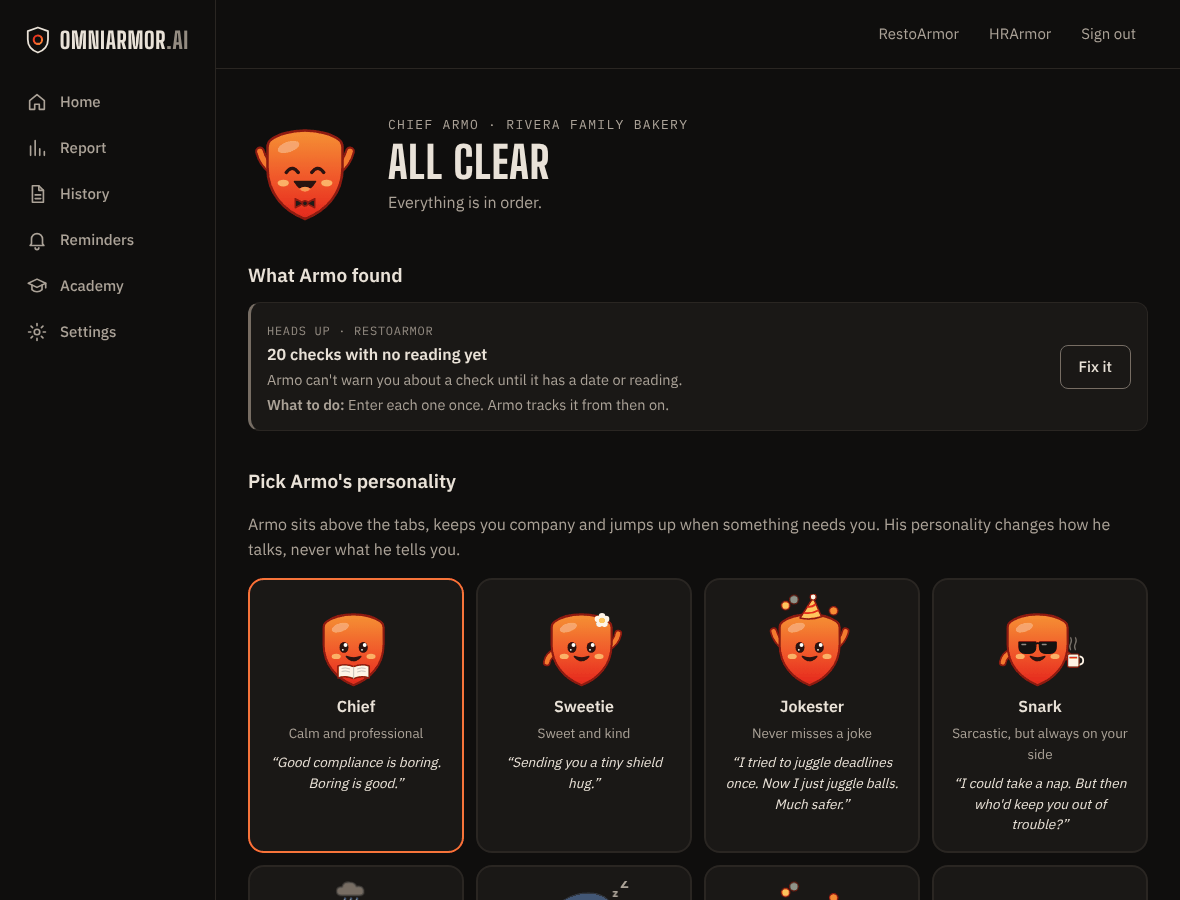 OMNIARMOR.AI
RestoArmor
HRArmor
Sign out
Home
Report
History
Reminders
Academy
Settings
CHIEF ARMO · RIVERA FAMILY BAKERY
ALL CLEAR
Everything is in order.
What Armo found
HEADS UP · RESTOARMOR
20 checks with no reading yet
Armo can't warn you about a check until it has a date or reading.
What to do: Enter each one once. Armo tracks it from then on.
Fix it
Pick Armo's personality
Armo sits above the tabs, keeps you company and jumps up when something needs you. His personality changes how he
talks, never what he tells you.
Chief
Calm and professional
“Good compliance is boring.
Boring is good.”
Sweetie
Sweet and kind
“Sending you a tiny shield
hug.”
Jokester
Never misses a joke
“I tried to juggle deadlines
once. Now I just juggle balls.
Much safer.”
Snark
Sarcastic, but always on your
side
“I could take a nap. But then
who'd keep you out of
trouble?”
z z